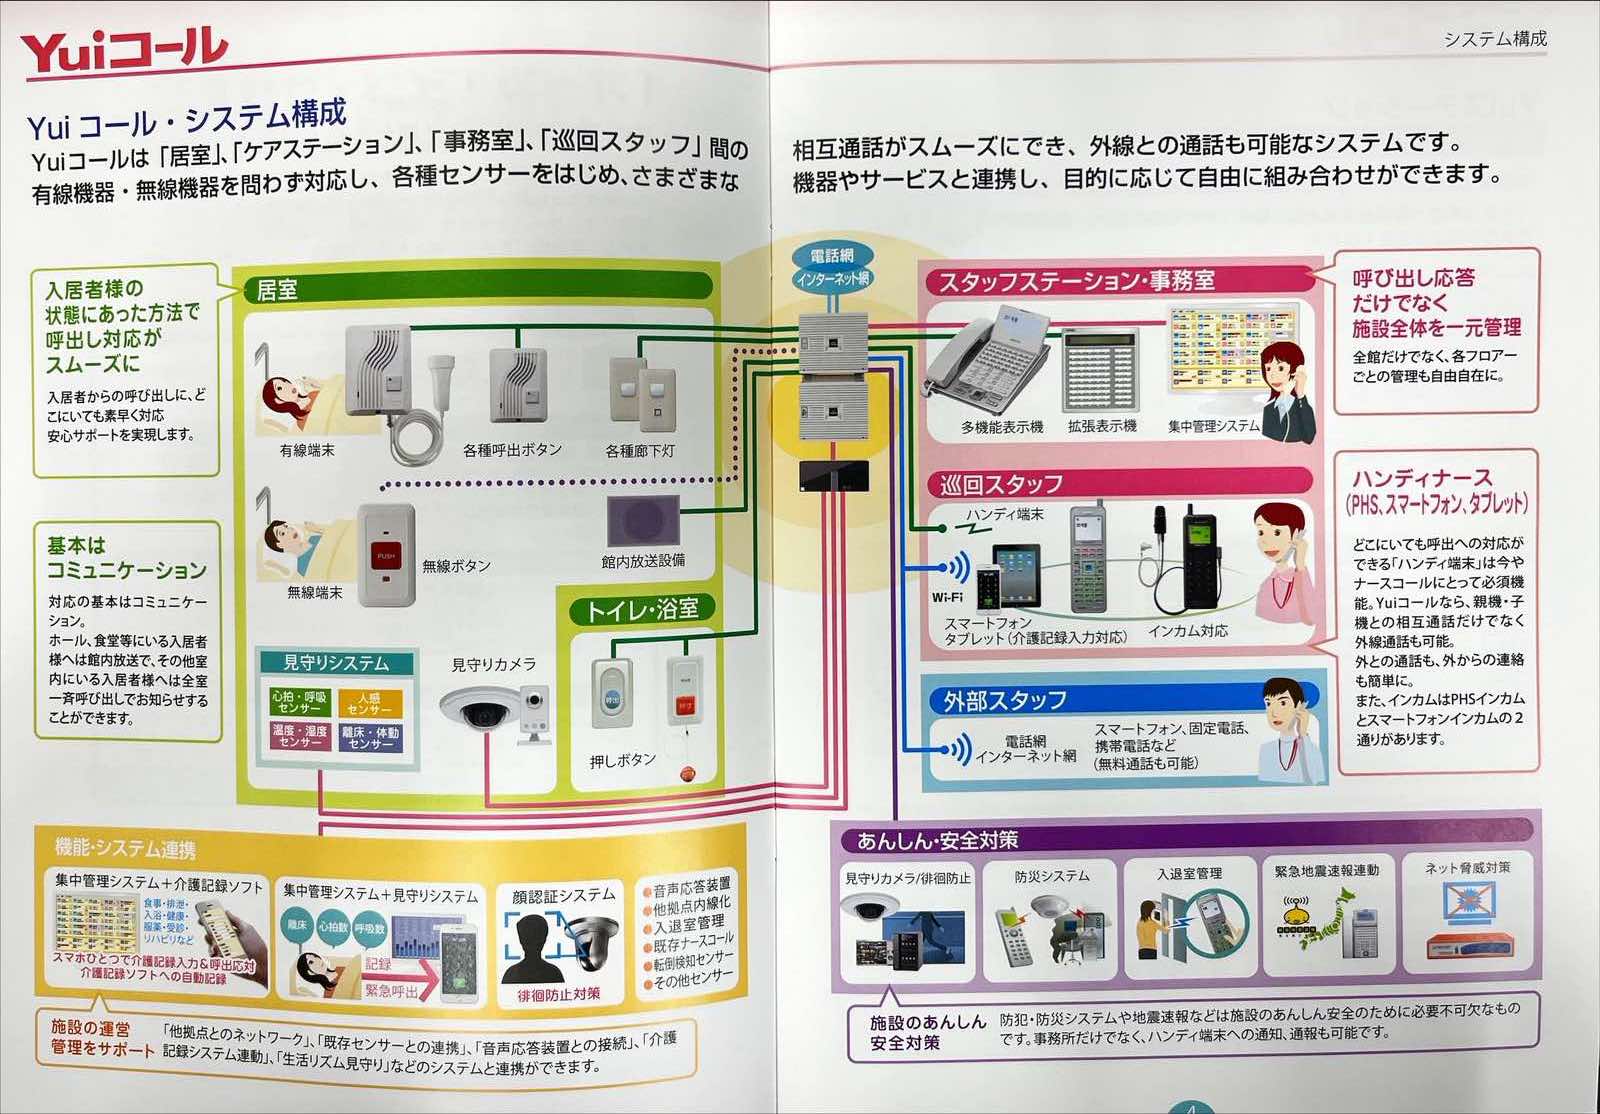 Yuiコール
システム構成
Yui コール・システム構成
Yuiコールは「居室」、「ケアステーション」、「事務室」、「巡回スタッフ」間の
有線機器・無線機器を問わず対応し、各種センサーをはじめ、さまざまな
相互通話がスムーズにでき、外線との通話も可能なシステムです。
機器やサービスと連携し、目的に応じて自由に組み合わせができます。
入居者様の
状態にあった方法で
呼出し対応が
スムーズに
入居者からの呼び出しに、ど
こにいても素早く対応
安心サポートを実現します。
基本は
コミュニケーション
対応の基本はコミュニケー
ション。
ホール、食堂等にいる入居者
様へは館内放送で、その他室
内にいる入居者様へは全室
一斉呼び出しでお知らせする
ことができます。
居室
有線端末
各種呼出ボタン
各種廊下灯
無線端末
PUSH
無線ボタン
館内放送設備
トイレ・浴室
呼出
押しボタン
見守りシステム
心拍・呼吸
センサー
人感
センサー
温度・湿度
センサー
離床・体動
センサー
見守りカメラ
電話網
インターネット網
スタッフステーション・事務室
多機能表示機
拡張表示機
集中管理システム
巡回スタッフ
ハンディ端末
Wi-Fi
スマートフォン
タブレット(介護記録入力対応)
インカム対応
外部スタッフ
電話網
インターネット網
スマートフォン、固定電話、
携帯電話など
(無料通話も可能)
呼び出し応答
だけでなく
施設全体を一元管理
全館だけでなく、各フロアー
ごとの管理も自由自在に。
ハンディナース
(PHS、スマートフォン、タブレット)
どこにいても呼出への対応が
できる「ハンディ端末」は今や
ナースコールにとって必須機
能。Yuiコールなら、親機・子
機との相互通話だけでなく
外線通話も可能。
外との通話も、外からの連絡
も簡単に。
また、インカムはPHSインカム
とスマートフォンインカムの2
通りがあります。
機能・システム連携
集中管理システム+介護記録ソフト
食事・排泄・
入浴・健康・
服薬・受診・
リハビリなど
スマホひとつで介護記録入力&呼出応対
介護記録ソフトへの自動記録
集中管理システム+見守りシステム
離床
心拍数
呼吸数
記録
緊急呼出
顔認証システム
徘徊防止対策
●音声応答装置
●他拠点内線化
●入退室管理
●既存ナースコール
●転倒検知センサー
●その他センサー
施設の運営
管理をサポート
「他拠点とのネットワーク」、「既存センサーとの連携」、「音声応答装置との接続」、「介護
記録システム連動」、「生活リズム見守り」などのシステムと連携ができます。
あんしん・安全対策
見守りカメラ/徘徊防止
防災システム
入退室管理
緊急地震速報連動
ネット脅威対策
施設のあんしん
安全対策
防犯・防災システムや地震速報などは施設のあんしん安全のために必要不可欠なもの
です。事務所だけでなく、ハンディ端末への通知、通報も可能です。
4